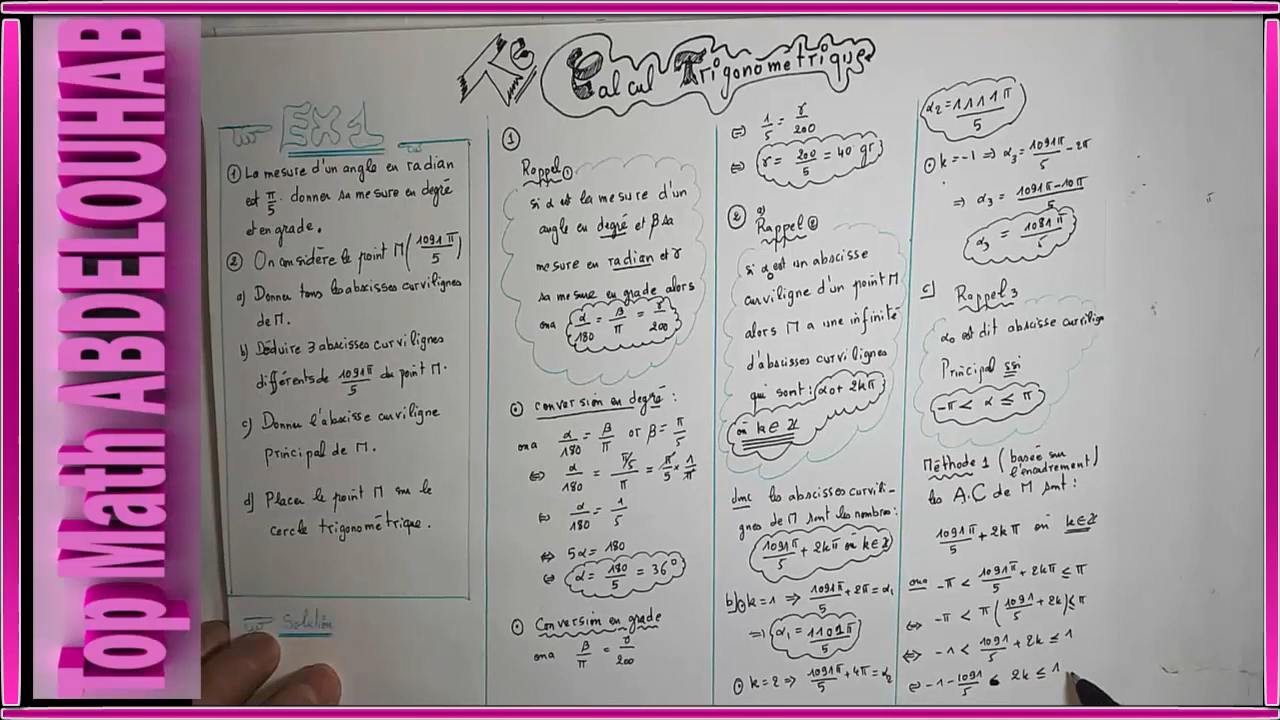 Top Math ABDELOUHAB
TC Calcul Trigonométrique
EX1
① La mesure d'un angle en radian
est π/5. donner sa mesure en degré
et en grade.
② On considère le point M(1091π/5)
a) Donner tous les abscisses curvilignes
de M.
b) Déduire 3 abscisses curvilignes
différents de 1091π/5 du point M.
c) Donner l'abscisse curviligne
principal de M.
d) Placer le point M sur le
cercle trigonométrique.
Solution
①
Rappel①
si α est la mesure d'un
angle en degré et β sa
mesure en radian et γ
sa mesure en grade alors
on a α/180 = β/π = γ/200
• conversion en degré :
on a α/180 = β/π or β = π/5
⇔ α/180 = (π/5)/π = π/5 × 1/π
⇔ α/180 = 1/5
⇔ 5α = 180
⇔ α = 180/5 = 36°
• Conversion en grade
on a β/π = γ/200
⇔ 1/5 = γ/200
⇔ γ = 200/5 = 40 gr
② a)
Rappel ②
si α₀ est un abscisse
curviligne d'un point M
alors M a une infinité
d'abscisses curvilignes
qui sont : α₀ + 2kπ
où k ∈ ℤ
donc les abscisses curvili-
gnes de M sont les nombres:
1091π/5 + 2kπ où k ∈ ℤ
b) • k = 1 ⇒ 1091π/5 + 2π = α₁
⇒ α₁ = 1101π/5
• k = 2 ⇒ 1091π/5 + 4π = α₂
α₂ = 1111π/5
• k = -1 ⇒ α₃ = 1091π/5 - 2π
⇒ α₃ = 1091π-10π/5
α₃ = 1081π/5
c) Rappel 3
α est dit abscisse curvilign
Principal ssi
-π < α ≤ π
Méthode 1 (basée sur
l'encadrement)
les A.C de M sont :
1091π/5 + 2kπ où k ∈ ℤ
on a -π < 1091π/5 + 2kπ ≤ π
⇔ -π < π(1091/5 + 2k) ≤ π
⇔ -1 < 1091/5 + 2k ≤ 1
⇔ -1 - 1091/5 < 2k ≤ 1